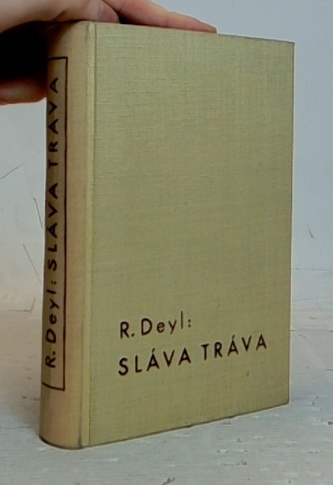 R. Deyl: SLÁVA TRÁVA
R. Deyl:
SLÁVA TRÁVA